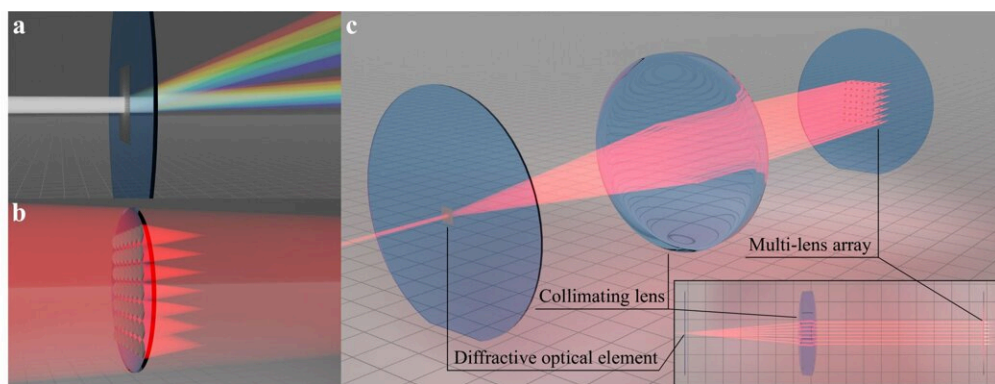 a
b
c
Multi-lens array
Collimating lens
Diffractive optical element